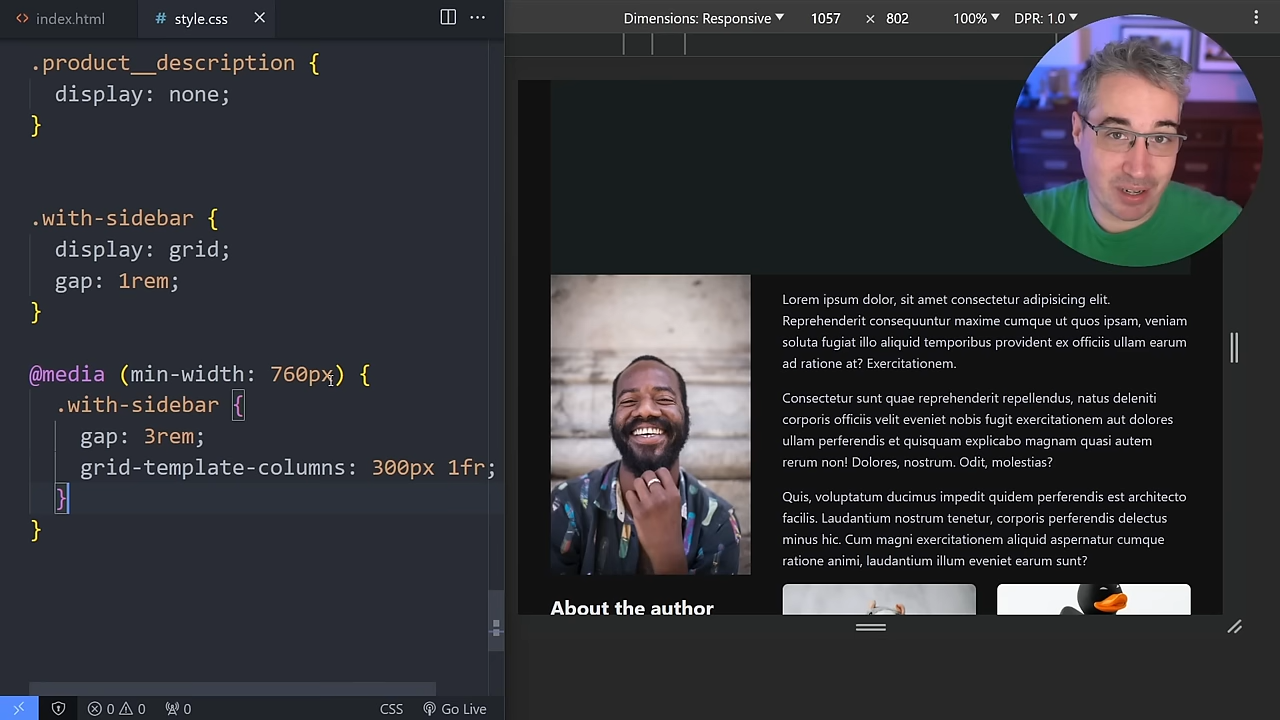 index.html
style.css
.product__description {
display: none;
}
.with-sidebar {
display: grid;
gap: 1rem;
}
@media (min-width: 760px) {
.with-sidebar {
gap: 3rem;
grid-template-columns: 300px 1fr;
}
}
0 0 0
CSS
Go Live
Dimensions: Responsive 1057 × 802 100% DPR: 1.0
Lorem ipsum dolor, sit amet consectetur adipisicing elit.
Reprehenderit consequuntur maxime cumque ut quos ipsam, veniam
soluta fugiat illo aliquid temporibus provident ex officiis ullam earum
ad ratione at? Exercitationem.
Consectetur sunt quae reprehenderit repellendus, natus deleniti
corporis officiis velit eveniet nobis fugit exercitationem aut dolores
ullam perferendis et quisquam explicabo magnam quasi autem
rerum non! Dolores, nostrum. Odit, molestias?
Quis, voluptatum ducimus impedit quidem perferendis est architecto
facilis. Laudantium nostrum tenetur, corporis perferendis delectus
minus hic. Cum magni exercitationem aliquid aspernatur cumque
ratione animi, laudantium illum eveniet earum sunt?
About the author